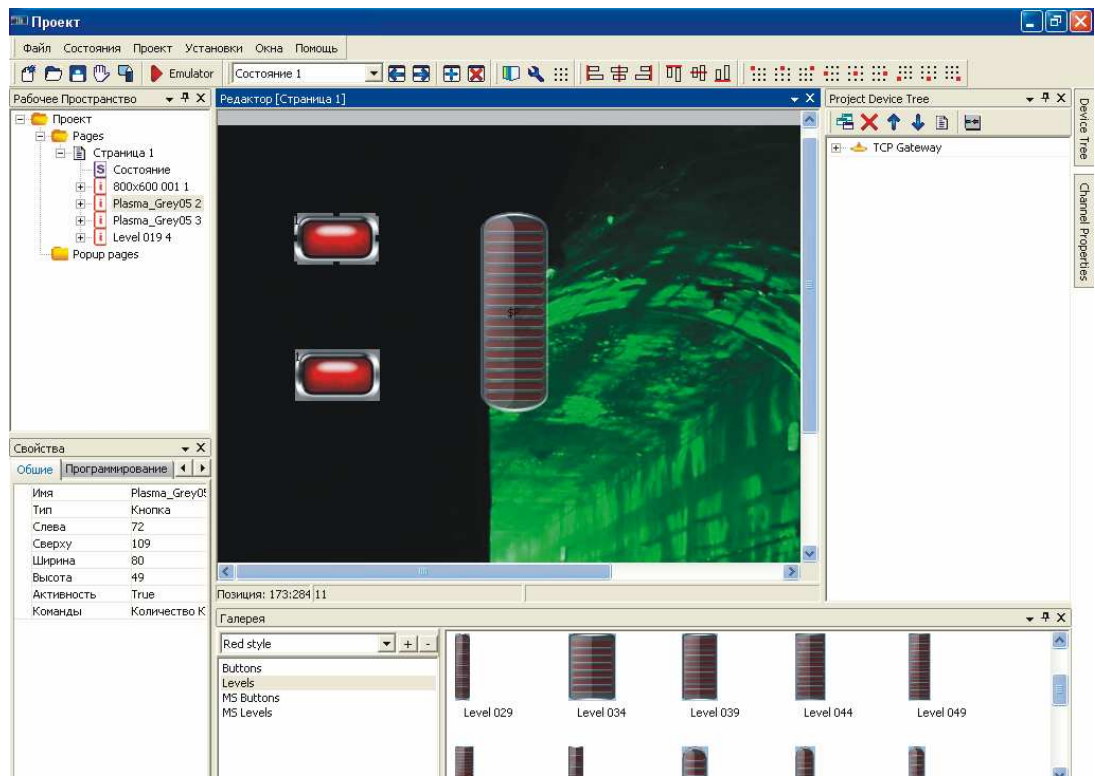 Проект
Файл Состояния Проект Установки Окна Помощь
Emulator Состояние 1
Рабочее Пространство
Проект
Pages
Страница 1
S Состояние
i 800x600 001 1
i Plasma_Grey05 2
i Plasma_Grey05 3
i Level 019 4
Popup pages
Редактор [Страница 1]
Позиция: 173:284 11
Project Device Tree
TCP Gateway
Device Tree
Channel Properties
Свойства
Общие Программирование
Имя Plasma_Grey05
Тип Кнопка
Слева 72
Сверху 109
Ширина 80
Высота 49
Активность True
Команды Количество К
Галерея
Red style + -
Buttons
Levels
MS Buttons
MS Levels
Level 029 Level 034 Level 039 Level 044 Level 049